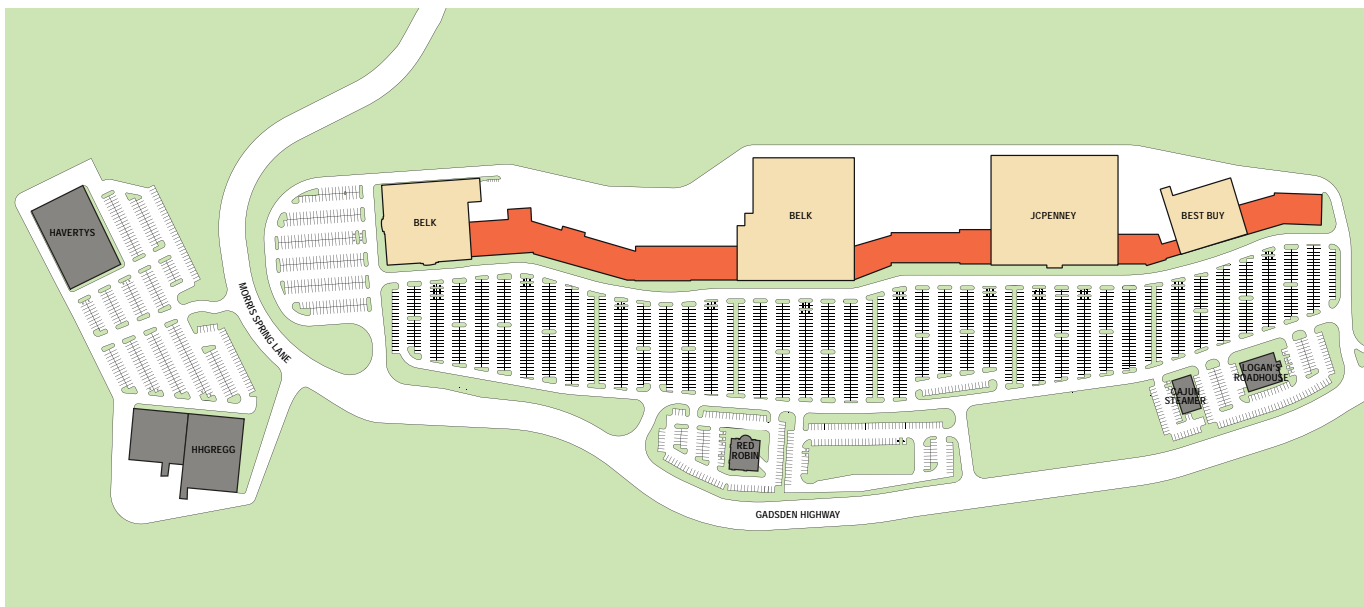 BELK
BELK
JCPENNEY
BEST BUY
HAVERTYS
MORRIS SPRING LANE
LOGAN'S
ROADHOUSE
CAJUN
STEAMER
HHGREGG
RED
ROBIN
GADSDEN HIGHWAY